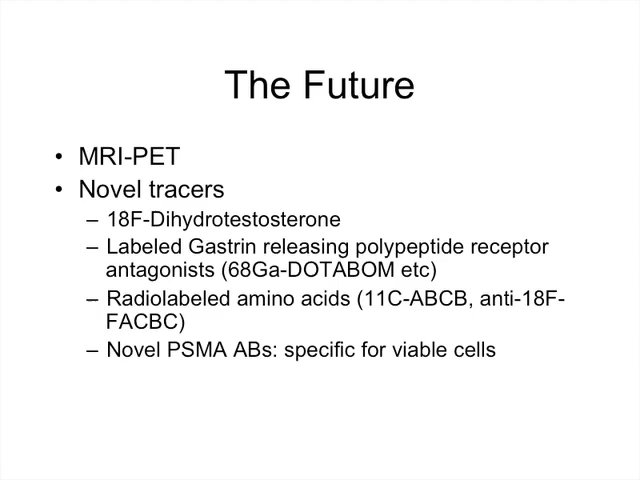 The Future
• MRI-PET
• Novel tracers
– 18F-Dihydrotestosterone
– Labeled Gastrin releasing polypeptide receptor
antagonists (68Ga-DOTABOM etc)
– Radiolabeled amino acids (11C-ABCB, anti-18F-
FACBC)
– Novel PSMA ABs: specific for viable cells